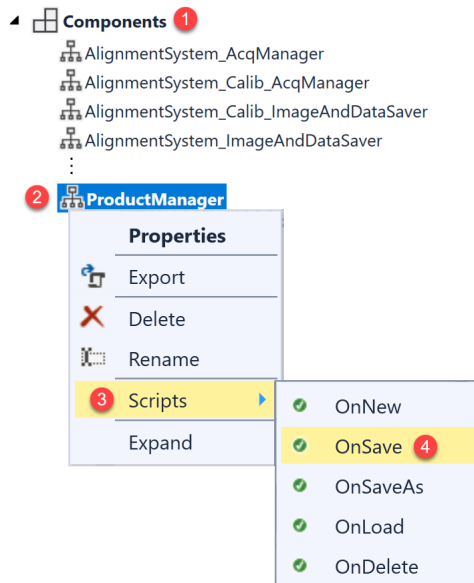 Components 1
AlignmentSystem_AcqManager
AlignmentSystem_Calib_AcqManager
AlignmentSystem_Calib_ImageAndDataSaver
AlignmentSystem_ImageAndDataSaver
2 ProductManager
Properties
Export
Delete
Rename
3 Scripts
Expand
OnNew
OnSave 4
OnSaveAs
OnLoad
OnDelete